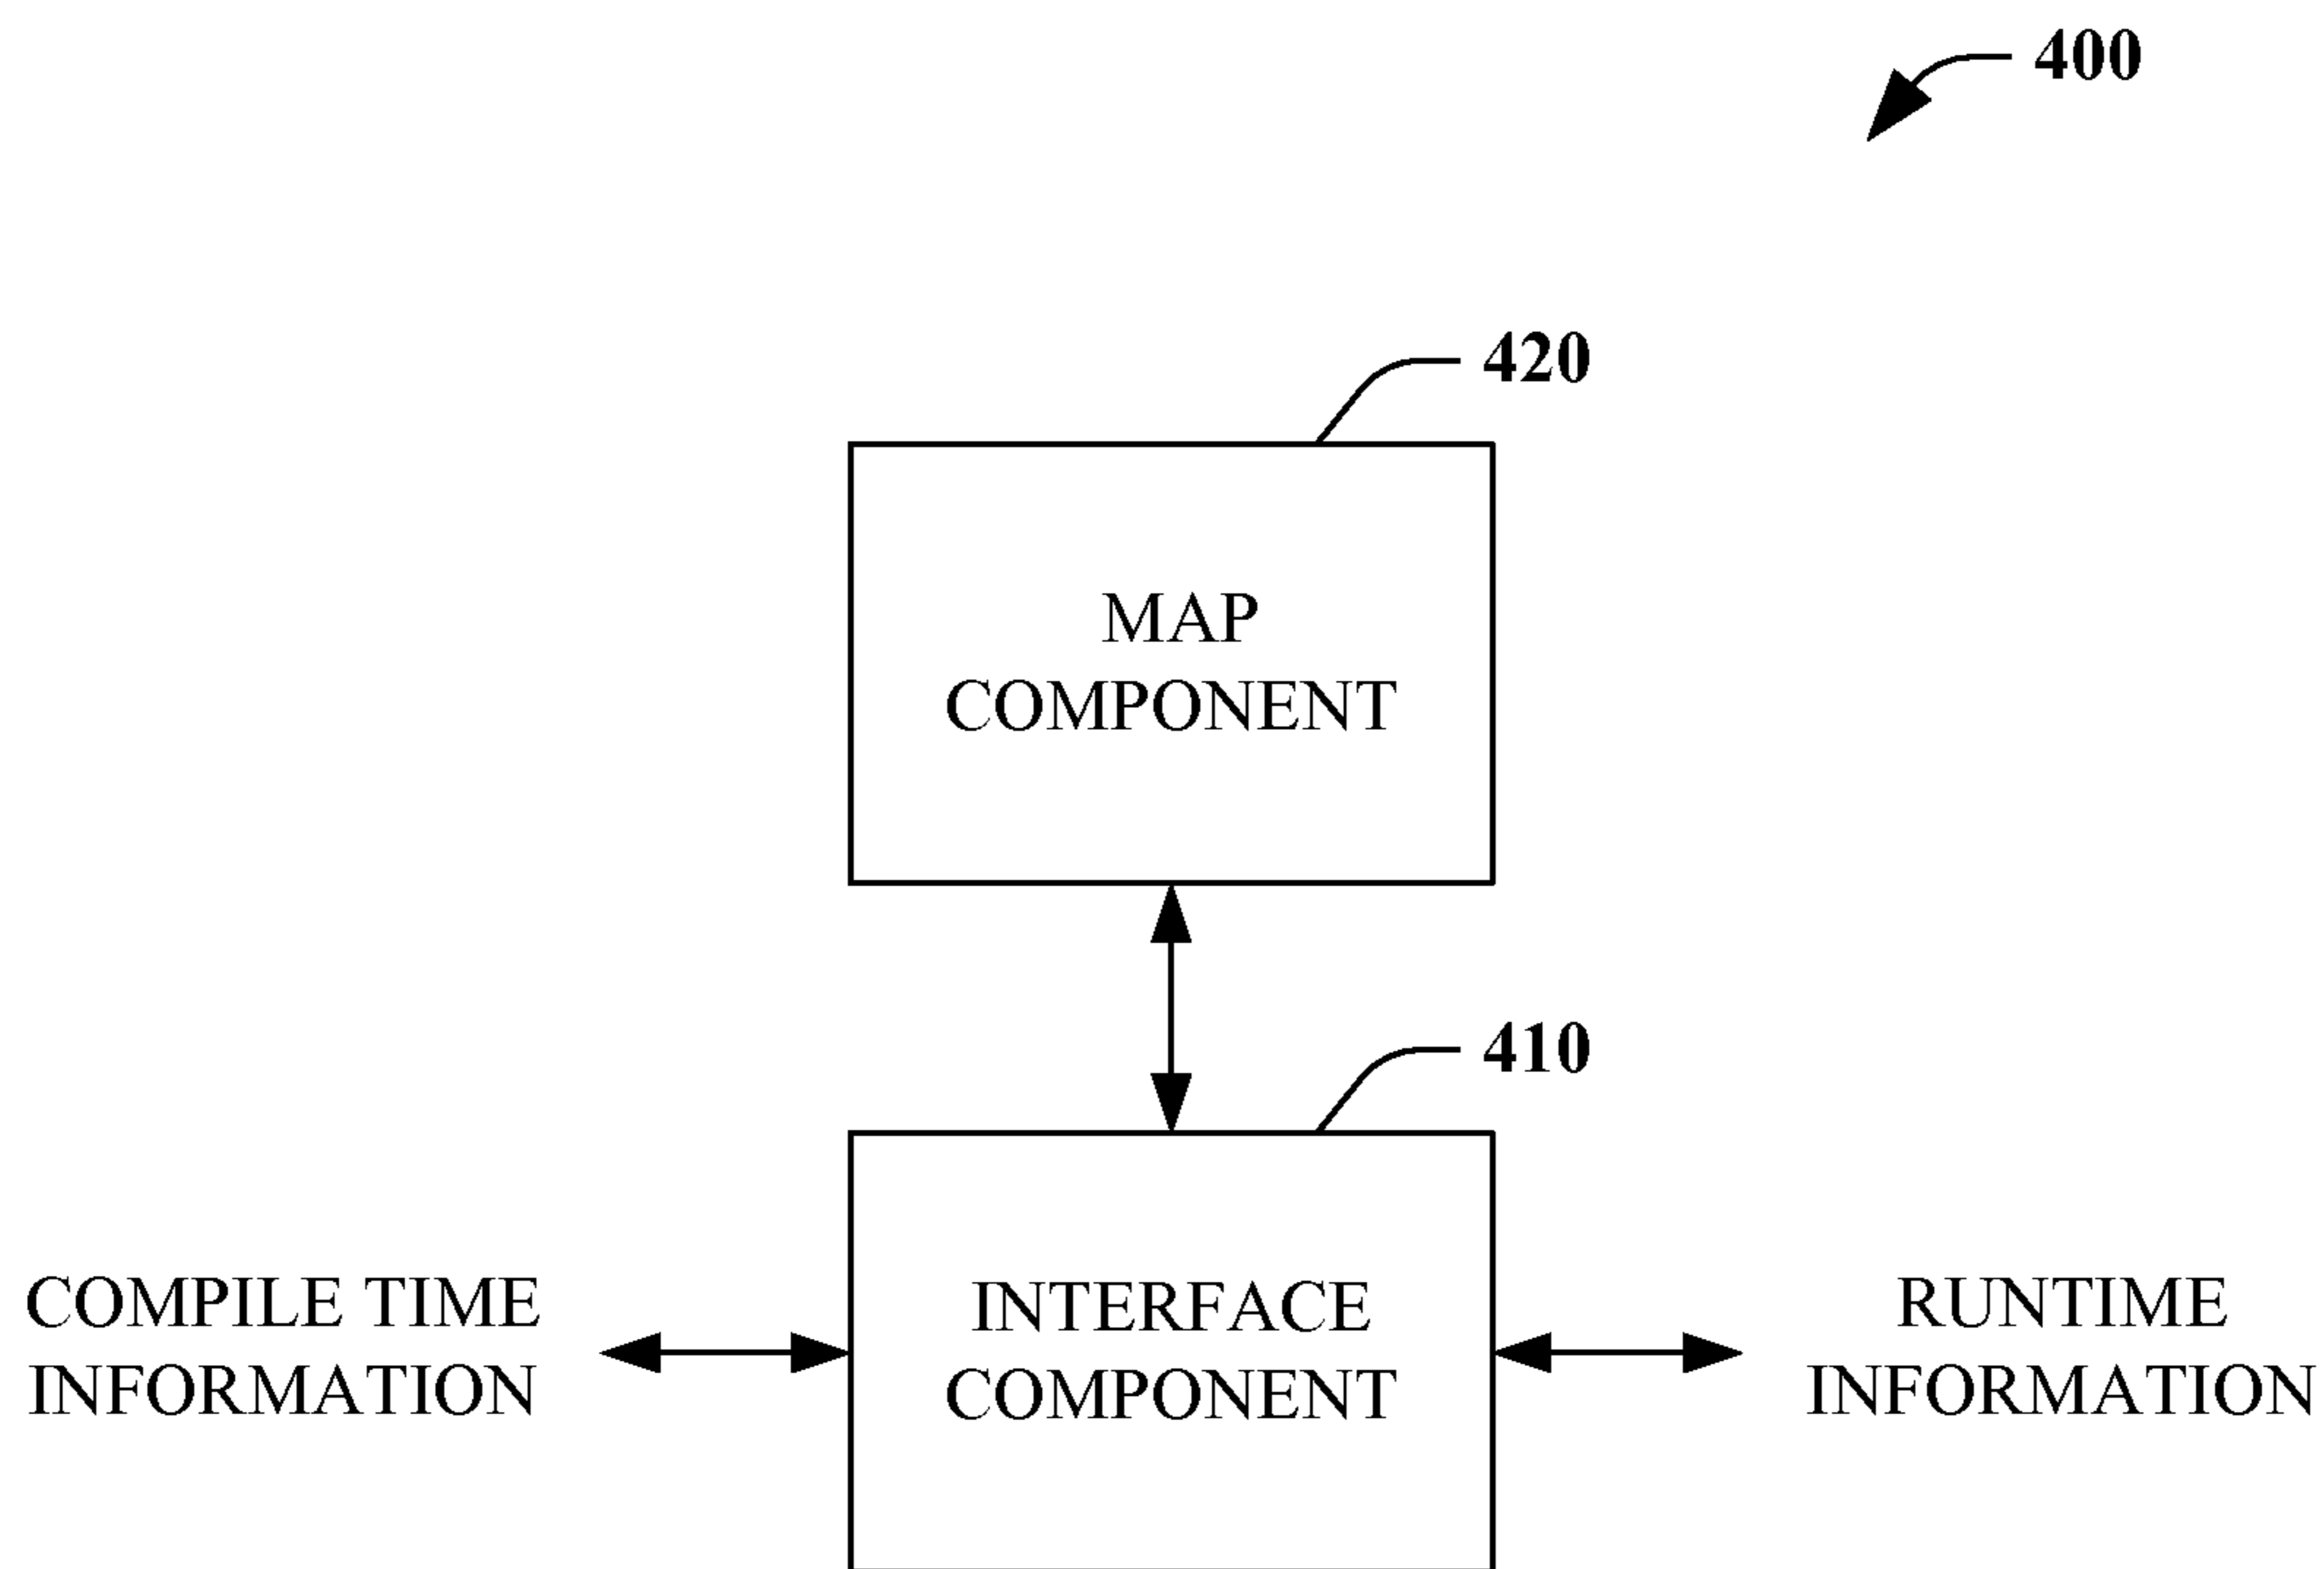 400
420
MAP
COMPONENT
410
COMPILE TIME
INFORMATION
INTERFACE
COMPONENT
RUNTIME
INFORMATION